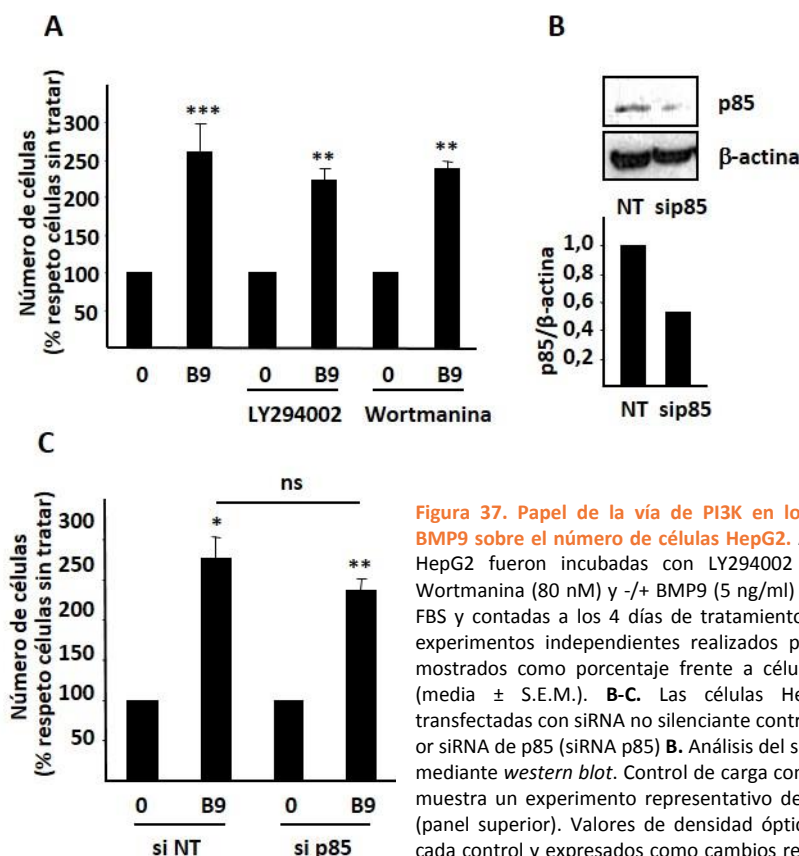 A
Número de células
(% respeto células sin tratar)
300
250
200
150
100
50
***
**
**
0 B9 0 B9 0 B9
LY294002 Wortmanina
B
p85
β-actina
NT sip85
p85/β-actina
1,0
0,8
0,6
0,4
0,2
NT sip85
C
Número de células
(% respeto células sin tratar)
300
250
200
150
100
50
ns
*
**
0 B9 0 B9
si NT si p85
Figura 37. Papel de la vía de PI3K en lo
BMP9 sobre el número de células HepG2.
HepG2 fueron incubadas con LY294002
Wortmanina (80 nM) y -/+ BMP9 (5 ng/ml)
FBS y contadas a los 4 días de tratamiento
experimentos independientes realizados p
mostrados como porcentaje frente a célu
(media ± S.E.M.). B-C. Las células He
transfectadas con siRNA no silenciante contr
or siRNA de p85 (siRNA p85) B. Análisis del s
mediante western blot. Control de carga con
muestra un experimento representativo de
(panel superior). Valores de densidad óptic
cada control y expresados como cambios re